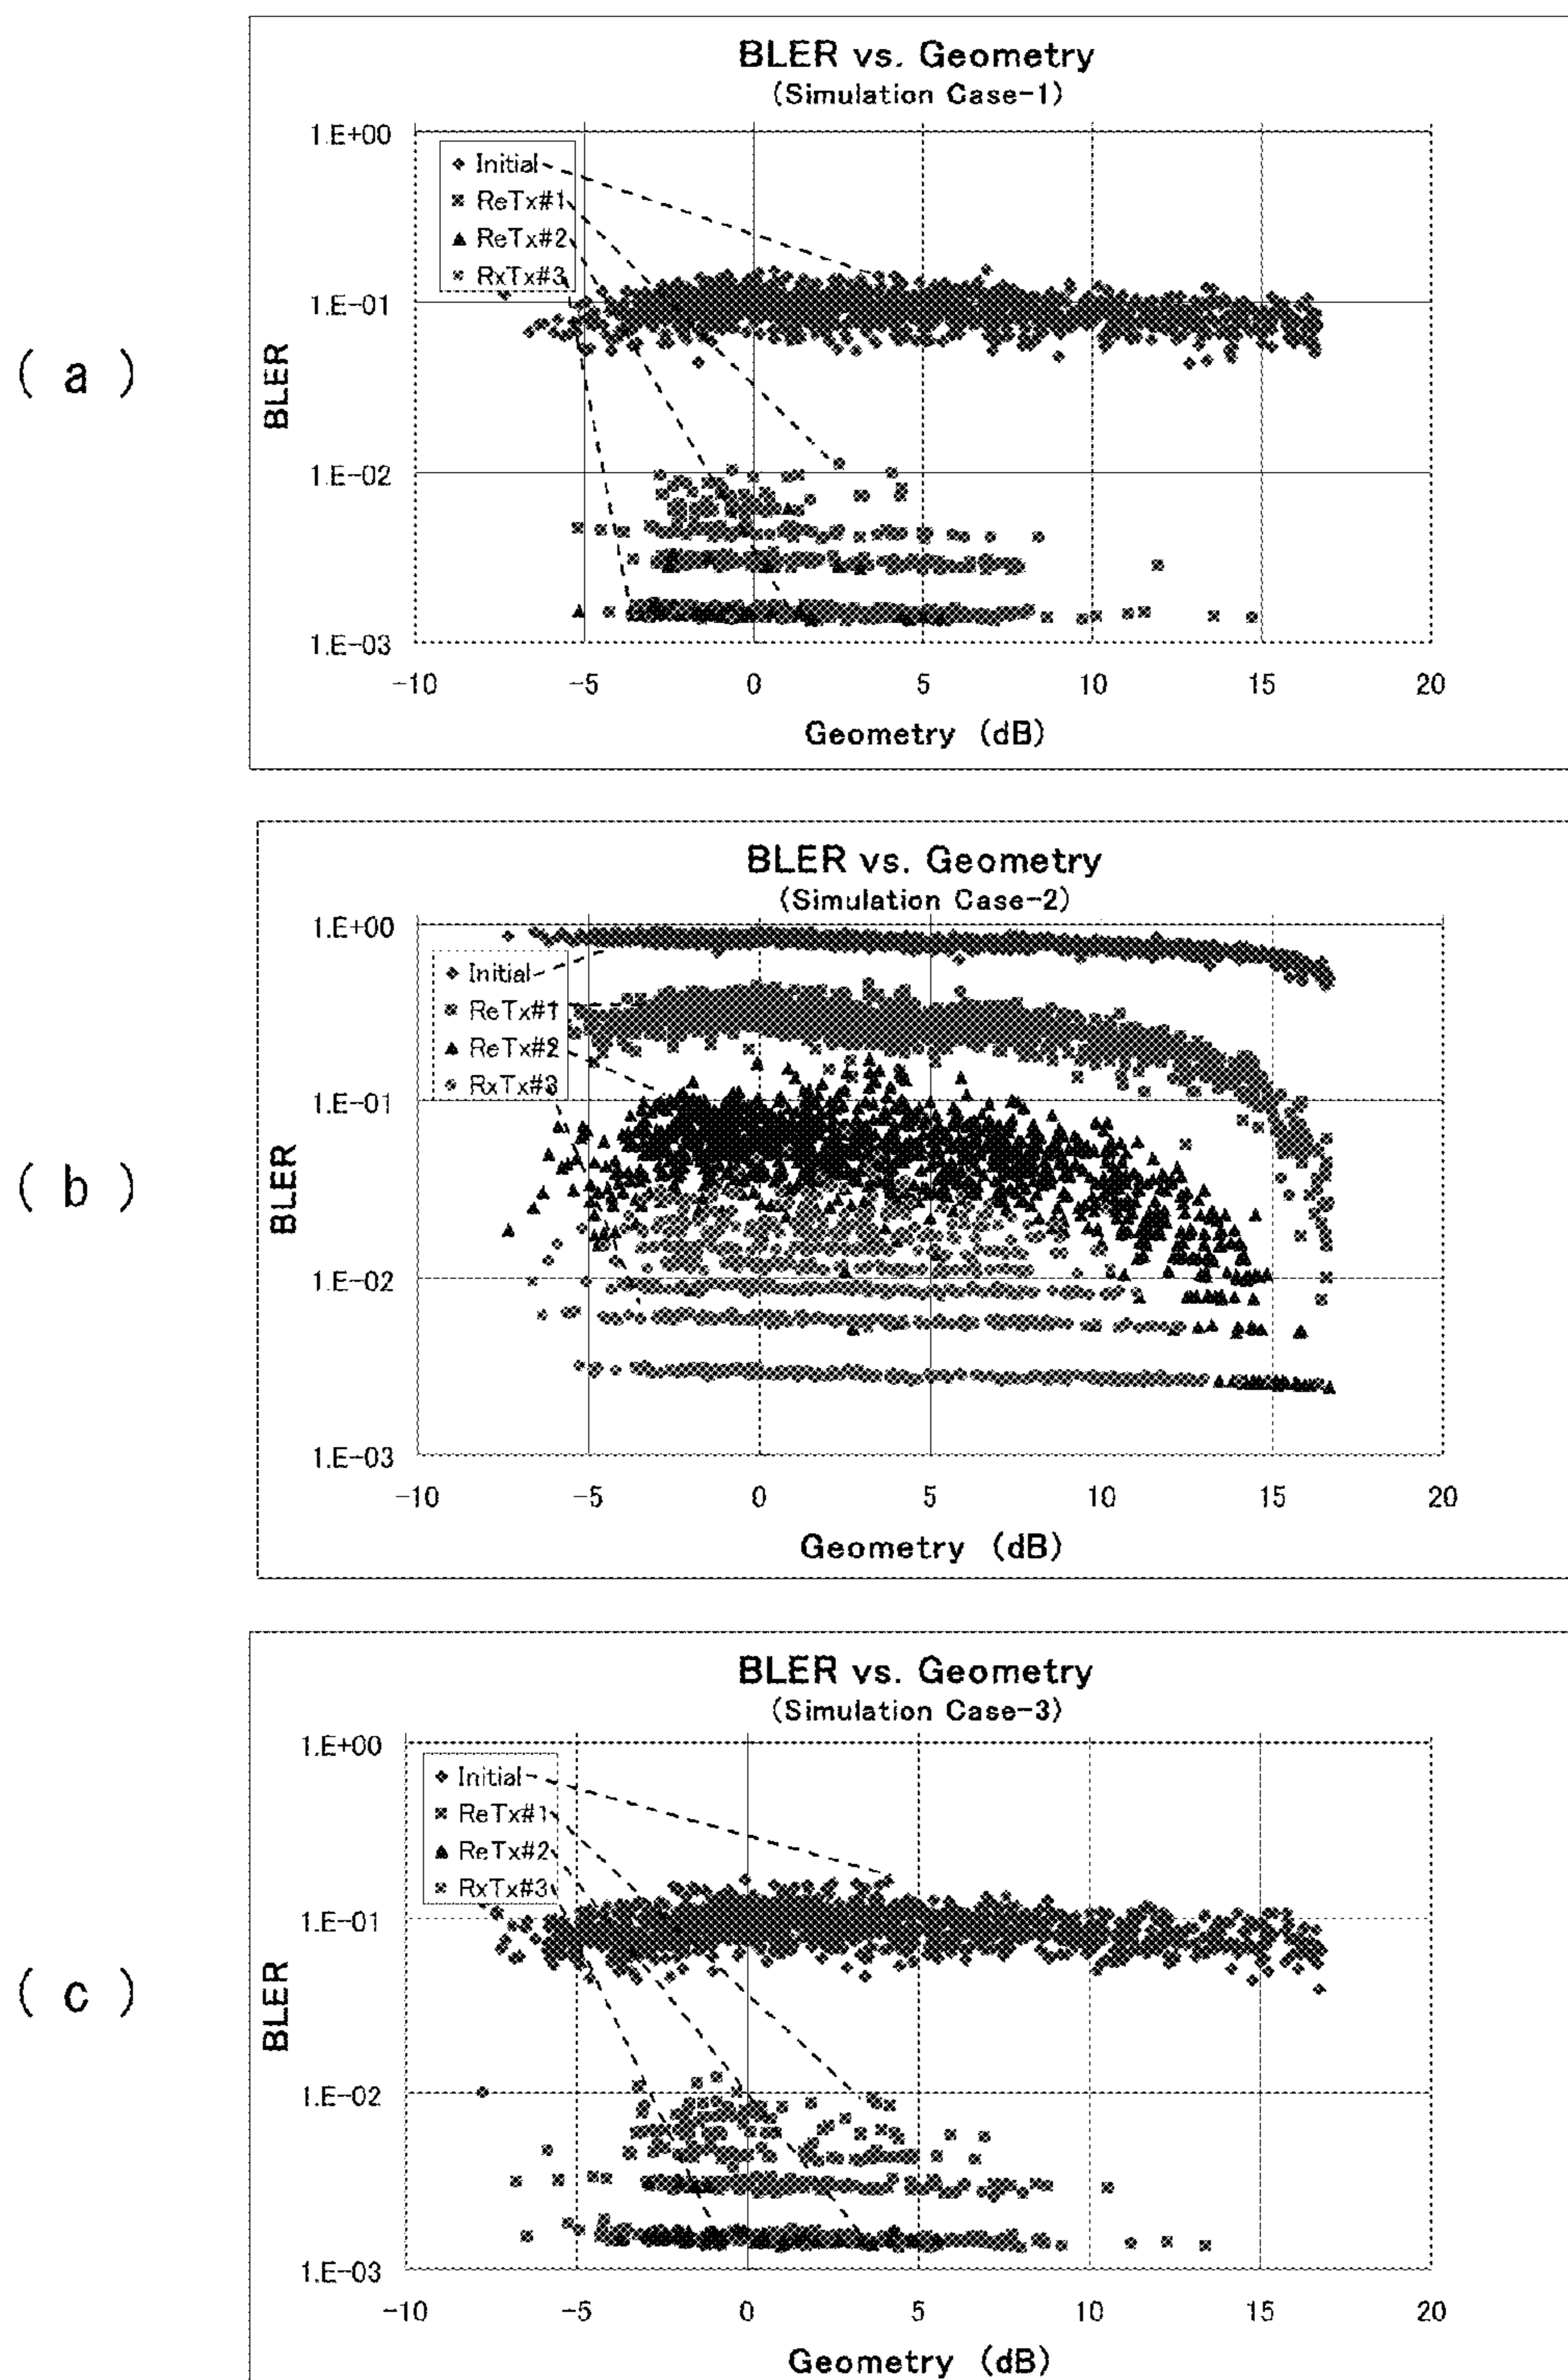 ( a )
BLER vs. Geometry
(Simulation Case-1)
BLER
1.E+00
1.E-01
1.E-02
1.E-03
Initial
ReTx#1
ReTx#2
RxTx#3
-10 -5 0 5 10 15 20
Geometry (dB)
( b )
BLER vs. Geometry
(Simulation Case-2)
BLER
1.E+00
1.E-01
1.E-02
1.E-03
Initial
ReTx#1
ReTx#2
RxTx#3
-10 -5 0 5 10 15 20
Geometry (dB)
( c )
BLER vs. Geometry
(Simulation Case-3)
BLER
1.E+00
1.E-01
1.E-02
1.E-03
Initial
ReTx#1
ReTx#2
RxTx#3
-10 -5 0 5 10 15 20
Geometry (dB)